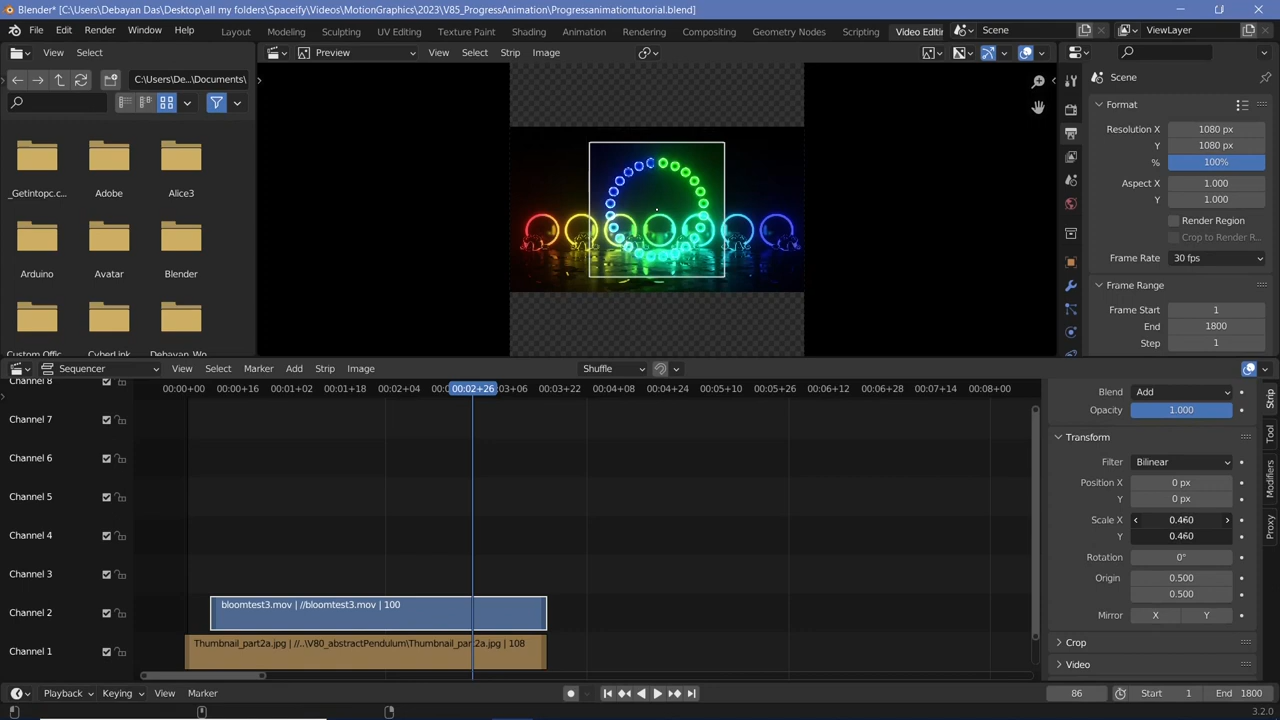 Blender* [C:\Users\Debayan Das\Desktop\all my folders\Spaceify\Videos\MotionGraphics\2023\V85_ProgressAnimation\Progressanimationtutorial.blend]
File Edit Render Window Help Layout Modeling Sculpting UV Editing Texture Paint Shading Animation Rendering Compositing Geometry Nodes Scripting Video Editing Scene ViewLayer
View Select Preview View Select Strip Image
C:\Users\De...\Documents\ Scene
Format
Resolution X 1080 px
Y 1080 px
% 100%
Aspect X 1.000
Y 1.000
Render Region
Crop to Render R...
Frame Rate 30 fps
Frame Range
Frame Start 1
End 1800
Step 1
_Getintopc.c... Adobe Alice3
Arduino Avatar Blender
Custom Offic... CyberLink Debayan_Wo...
Sequencer View Select Marker Add Strip Image Shuffle
Channel 8 00:00+00 00:00+16 00:01+02 00:01+18 00:02+04 00:02+26 :03+06 00:03+22 00:04+08 00:04+24 00:05+10 00:05+26 00:06+12 00:06+28 00:07+14 00:08+00
Channel 7
Channel 6
Channel 5
Channel 4
Channel 3
Channel 2 bloomtest3.mov | //bloomtest3.mov | 100
Channel 1 Thumbnail_part2a.jpg | //..\V80_abstractPendulum\Thumbnail_part2a.jpg | 108
Blend Add
Opacity 1.000
Transform
Filter Bilinear
Position X 0 px
Y 0 px
Scale X 0.460
Y 0.460
Rotation 0°
Origin 0.500
0.500
Mirror X Y
Crop
Video
Strip
Tool
Modifiers
Proxy
Playback Keying View Marker 86 Start 1 End 1800
3.2.0